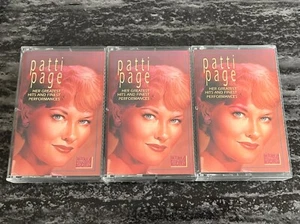 patti
page
HER GREATEST
HITS AND FINEST
PERFORMANCES
patti
page
HER GREATEST
HITS AND FINEST
PERFORMANCES
patti
page
HER GREATEST
HITS AND FINEST
PERFORMANCES